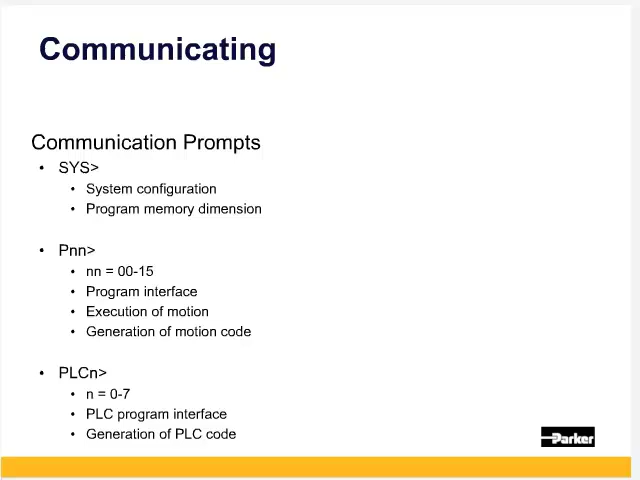 Communicating
Communication Prompts
• SYS>
• System configuration
• Program memory dimension
• Pnn>
• nn = 00-15
• Program interface
• Execution of motion
• Generation of motion code
• PLCn>
• n = 0-7
• PLC program interface
• Generation of PLC code
Parker